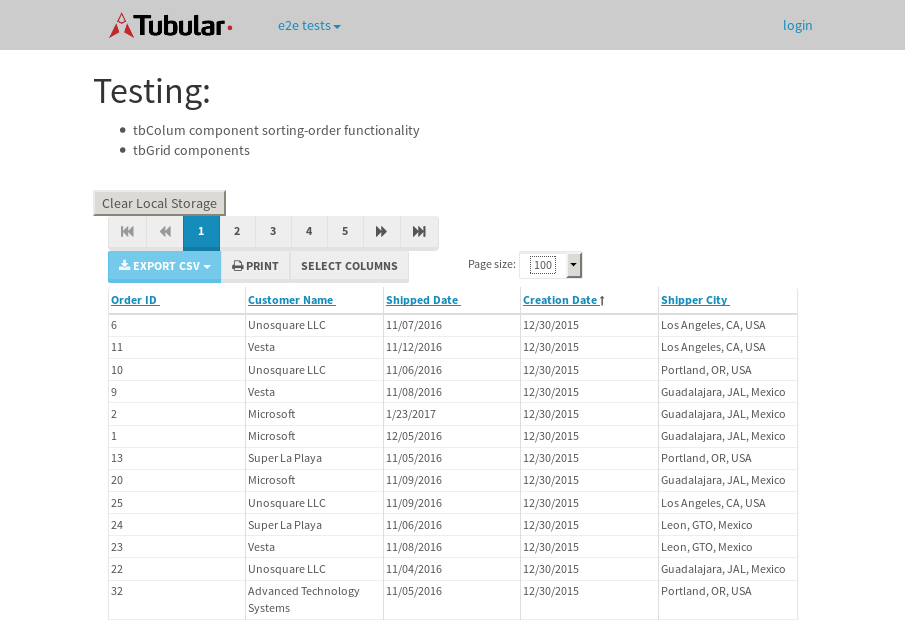 Tubular e2e tests login
Testing:
tbColum component sorting-order functionality
tbGrid components
Clear Local Storage
1 2 3 4 5
EXPORT CSV PRINT SELECT COLUMNS Page size: 100
Order ID Customer Name Shipped Date Creation Date ↑ Shipper City
6 Unosquare LLC 11/07/2016 12/30/2015 Los Angeles, CA, USA
11 Vesta 11/12/2016 12/30/2015 Los Angeles, CA, USA
10 Unosquare LLC 11/06/2016 12/30/2015 Portland, OR, USA
9 Vesta 11/08/2016 12/30/2015 Guadalajara, JAL, Mexico
2 Microsoft 1/23/2017 12/30/2015 Guadalajara, JAL, Mexico
1 Microsoft 12/05/2016 12/30/2015 Guadalajara, JAL, Mexico
13 Super La Playa 11/05/2016 12/30/2015 Portland, OR, USA
20 Microsoft 11/09/2016 12/30/2015 Guadalajara, JAL, Mexico
25 Unosquare LLC 11/09/2016 12/30/2015 Los Angeles, CA, USA
24 Super La Playa 11/06/2016 12/30/2015 Leon, GTO, Mexico
23 Vesta 11/08/2016 12/30/2015 Leon, GTO, Mexico
22 Unosquare LLC 11/04/2016 12/30/2015 Guadalajara, JAL, Mexico
32 Advanced Technology 11/05/2016 12/30/2015 Portland, OR, USA
Systems